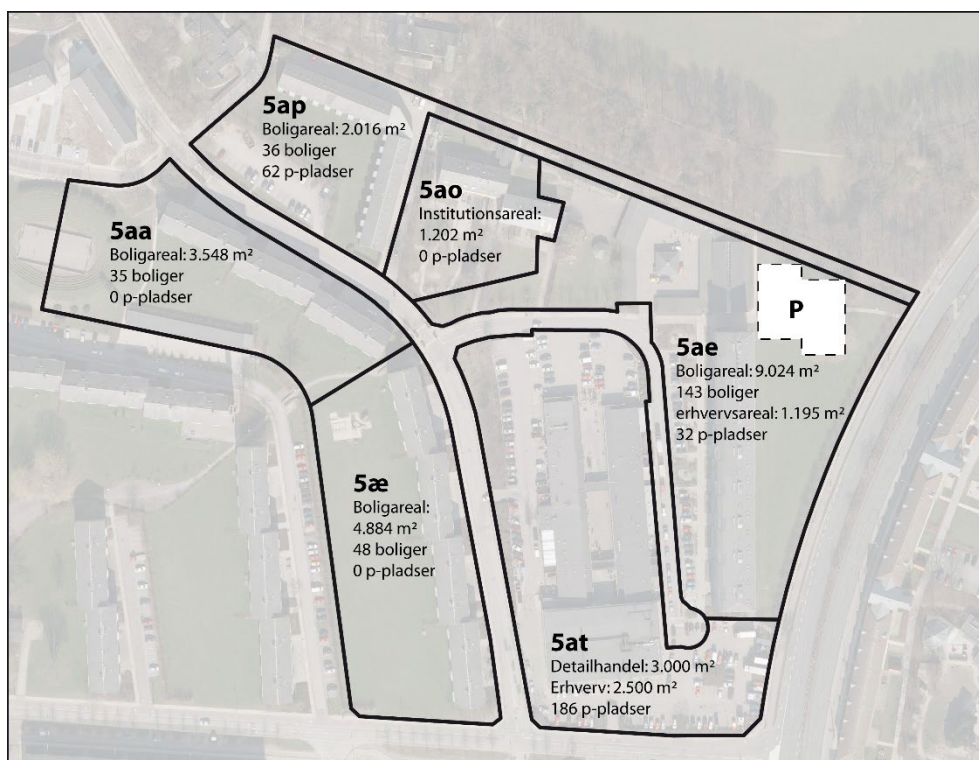 5ap
Boligareal: 2.016 m²
36 boliger
62 p-pladser
5ao
Institutionsareal:
1.202 m²
0 p-pladser
5aa
Boligareal: 3.548 m²
35 boliger
0 p-pladser
P
5ae
Boligareal: 9.024 m²
143 boliger
erhvervsareal: 1.195 m²
32 p-pladser
5æ
Boligareal:
4.884 m²
48 boliger
0 p-pladser
5at
Detailhandel: 3.000 m²
Erhverv: 2.500 m²
186 p-pladser